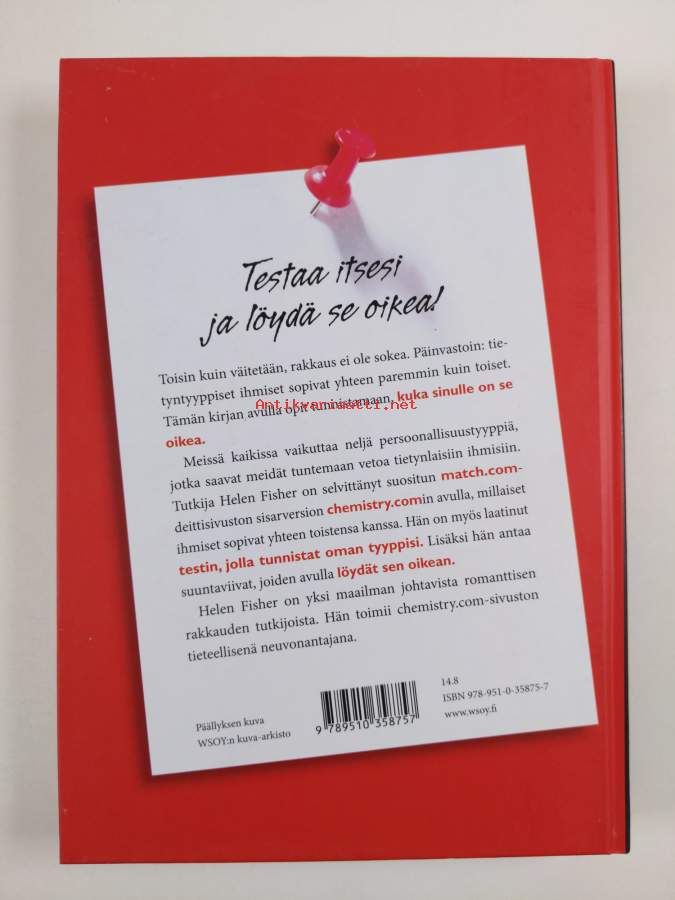 Testaa itsesi
ja löydä se oikea!
Toisin kuin väitetään, rakkaus ei ole sokea. Päinvastoin: tie-
tyntyyppiset ihmiset sopivat yhteen paremmin kuin toiset.
Tämän kirjan avulla opit tunnistamaan, kuka sinulle on se
Antikvariaatti.net
oikea.
Meissä kaikissa vaikuttaa neljä persoonallisuustyyppiä,
jotka saavat meidät tuntemaan vetoa tietynlaisiin ihmisiin.
Tutkija Helen Fisher on selvittänyt suositun match.com-
deittisivuston sisarversion chemistry.comin avulla, millaiset
ihmiset sopivat yhteen toistensa kanssa. Hän on myös laatinut
testin, jolla tunnistat oman tyyppisi. Lisäksi hän antaa
suuntaviivat, joiden avulla löydät sen oikean.
Helen Fisher on yksi maailman johtavista romanttisen
rakkauden tutkijoista. Hän toimii chemistry.com-sivuston
tieteellisenä neuvonantajana.
Päällyksen kuva
WSOY:n kuva-arkisto
9 789510 358757
14.8
ISBN 978-951-0-35875-7
www.wsoy.fi